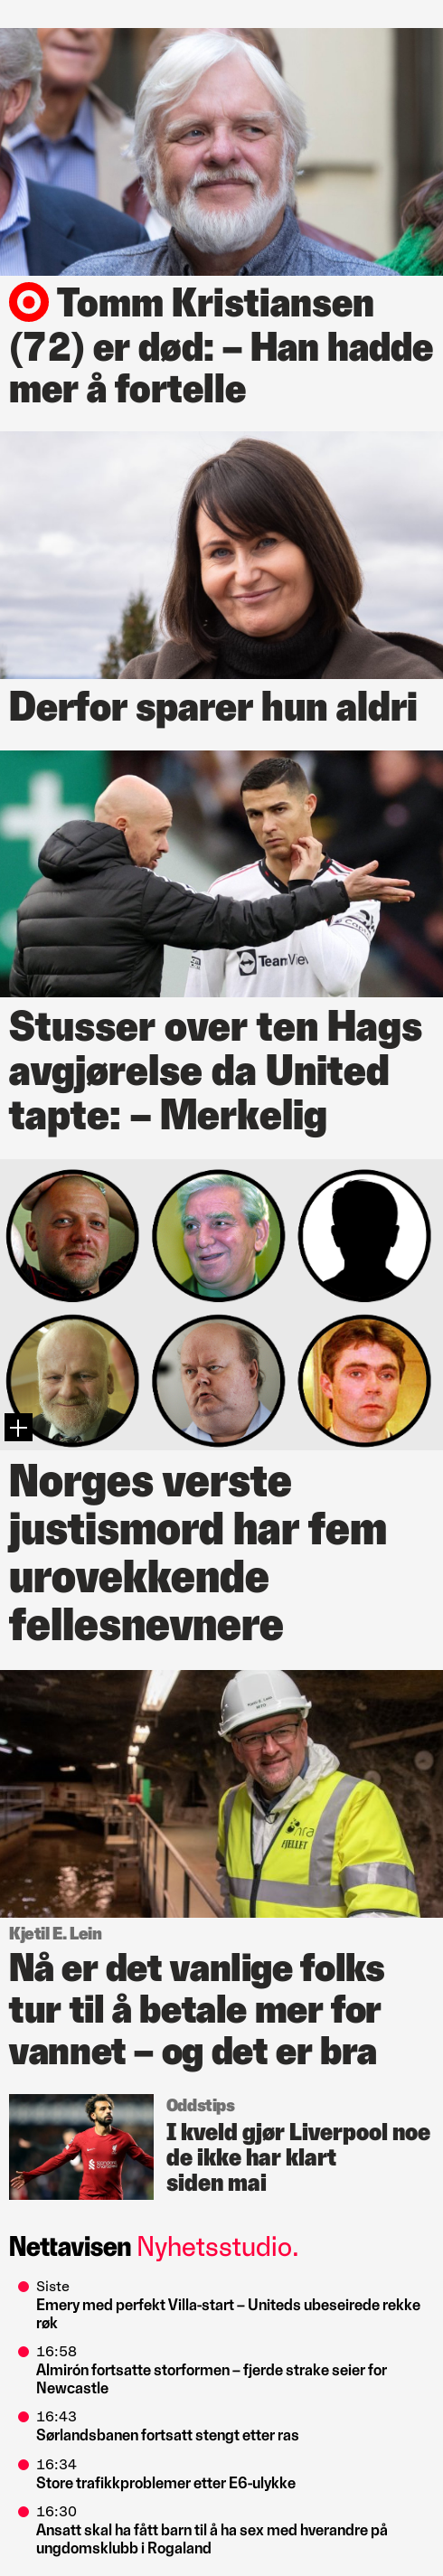 Tomm Kristiansen
(72) er død: – Han hadde
mer å fortelle
Derfor sparer hun aldri
TeamView
Stusser over ten Hags
avgjørelse da United
tapte: – Merkelig
Norges verste
justismord har fem
urovekkende
fellesnevnere
FJELLET
Kjetil E. Lein
Nå er det vanlige folks
tur til å betale mer for
vannet – og det er bra
Oddstips
I kveld gjør Liverpool noe
de ikke har klart
siden mai
Nettavisen Nyhetsstudio.
Siste
Emery med perfekt Villa-start – Uniteds ubeseirede rekke
røk
16:58
Almirón fortsatte storformen – fjerde strake seier for
Newcastle
16:43
Sørlandsbanen fortsatt stengt etter ras
16:34
Store trafikkproblemer etter E6-ulykke
16:30
Ansatt skal ha fått barn til å ha sex med hverandre på
ungdomsklubb i Rogaland